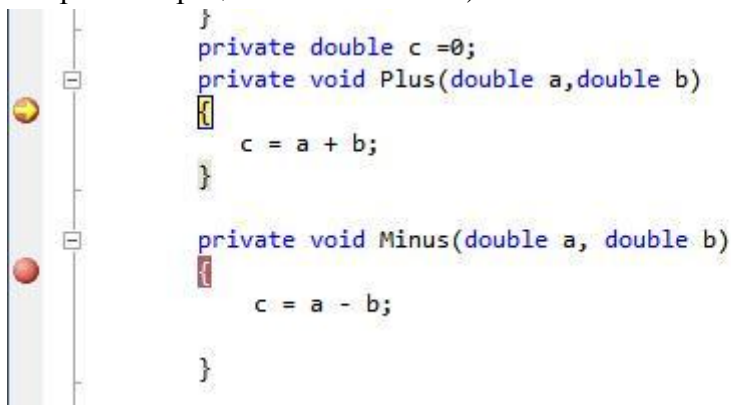 }
private double c =0;
private void Plus(double a,double b)
{
c = a + b;
}
private void Minus(double a, double b)
{
c = a - b;
}